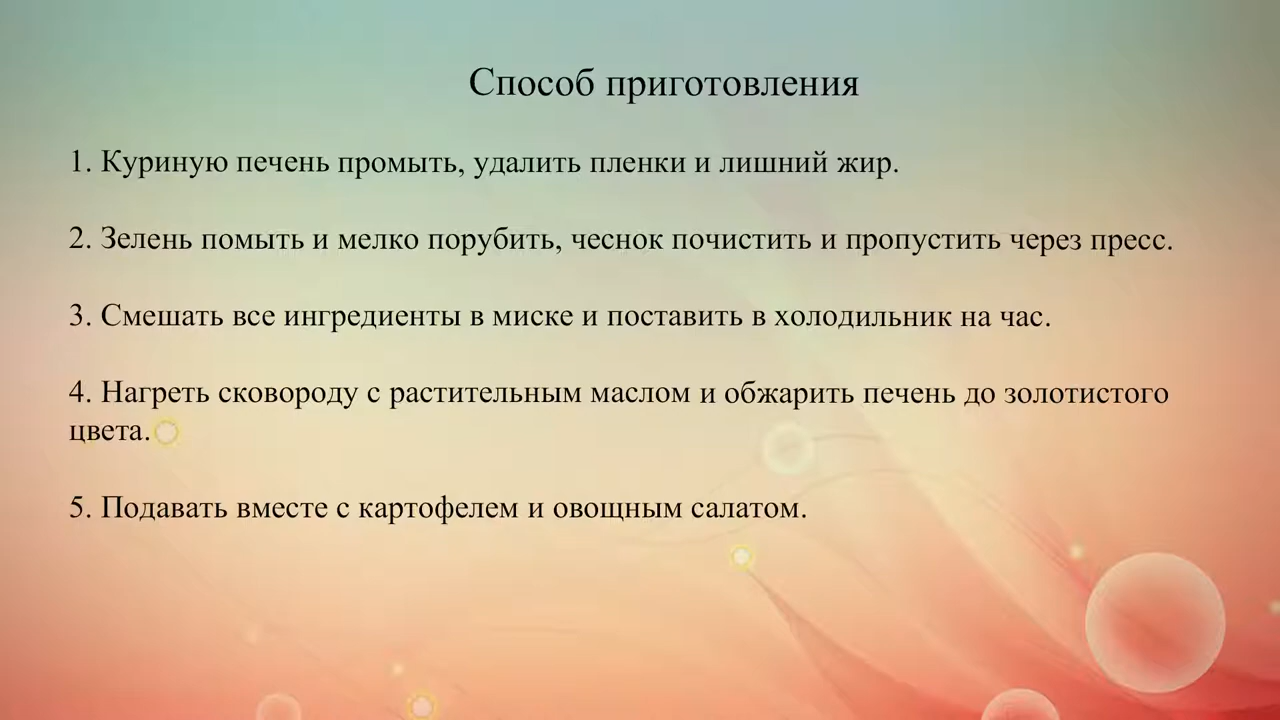 Способ приготовления
1. Куриную печень промыть, удалить пленки и лишний жир.
2. Зелень помыть и мелко порубить, чеснок почистить и пропустить через пресс.
3. Смешать все ингредиенты в миске и поставить в холодильник на час.
4. Нагреть сковороду с растительным маслом и обжарить печень до золотистого
цвета.
5. Подавать вместе с картофелем и овощным салатом.